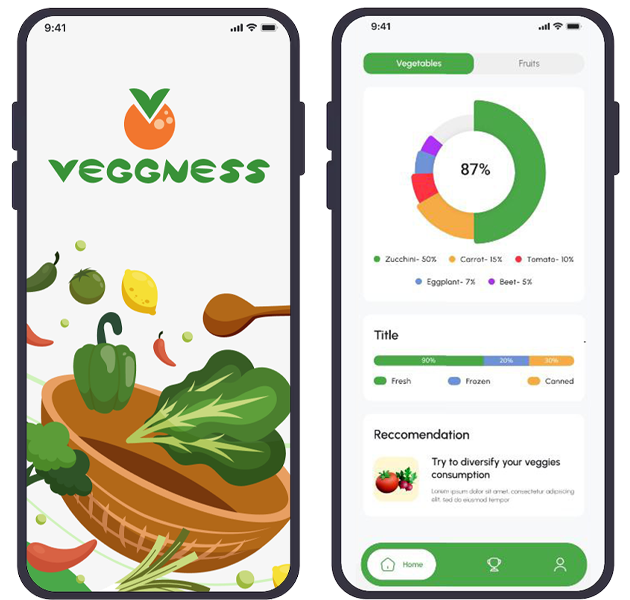 9:41
VEGGNESS
9:41
Vegetables
Fruits
87%
Zucchini- 50%
Carrot- 15%
Tomato- 10%
Eggplant- 7%
Beet- 5%
Title
90%
20%
30%
Fresh
Frozen
Canned
Reccomendation
Try to diversify your veggies
consumption
Lorem ipsum dolor sit amet, consectetur adipiscing
elit, sed do eiusmod tempor
Home